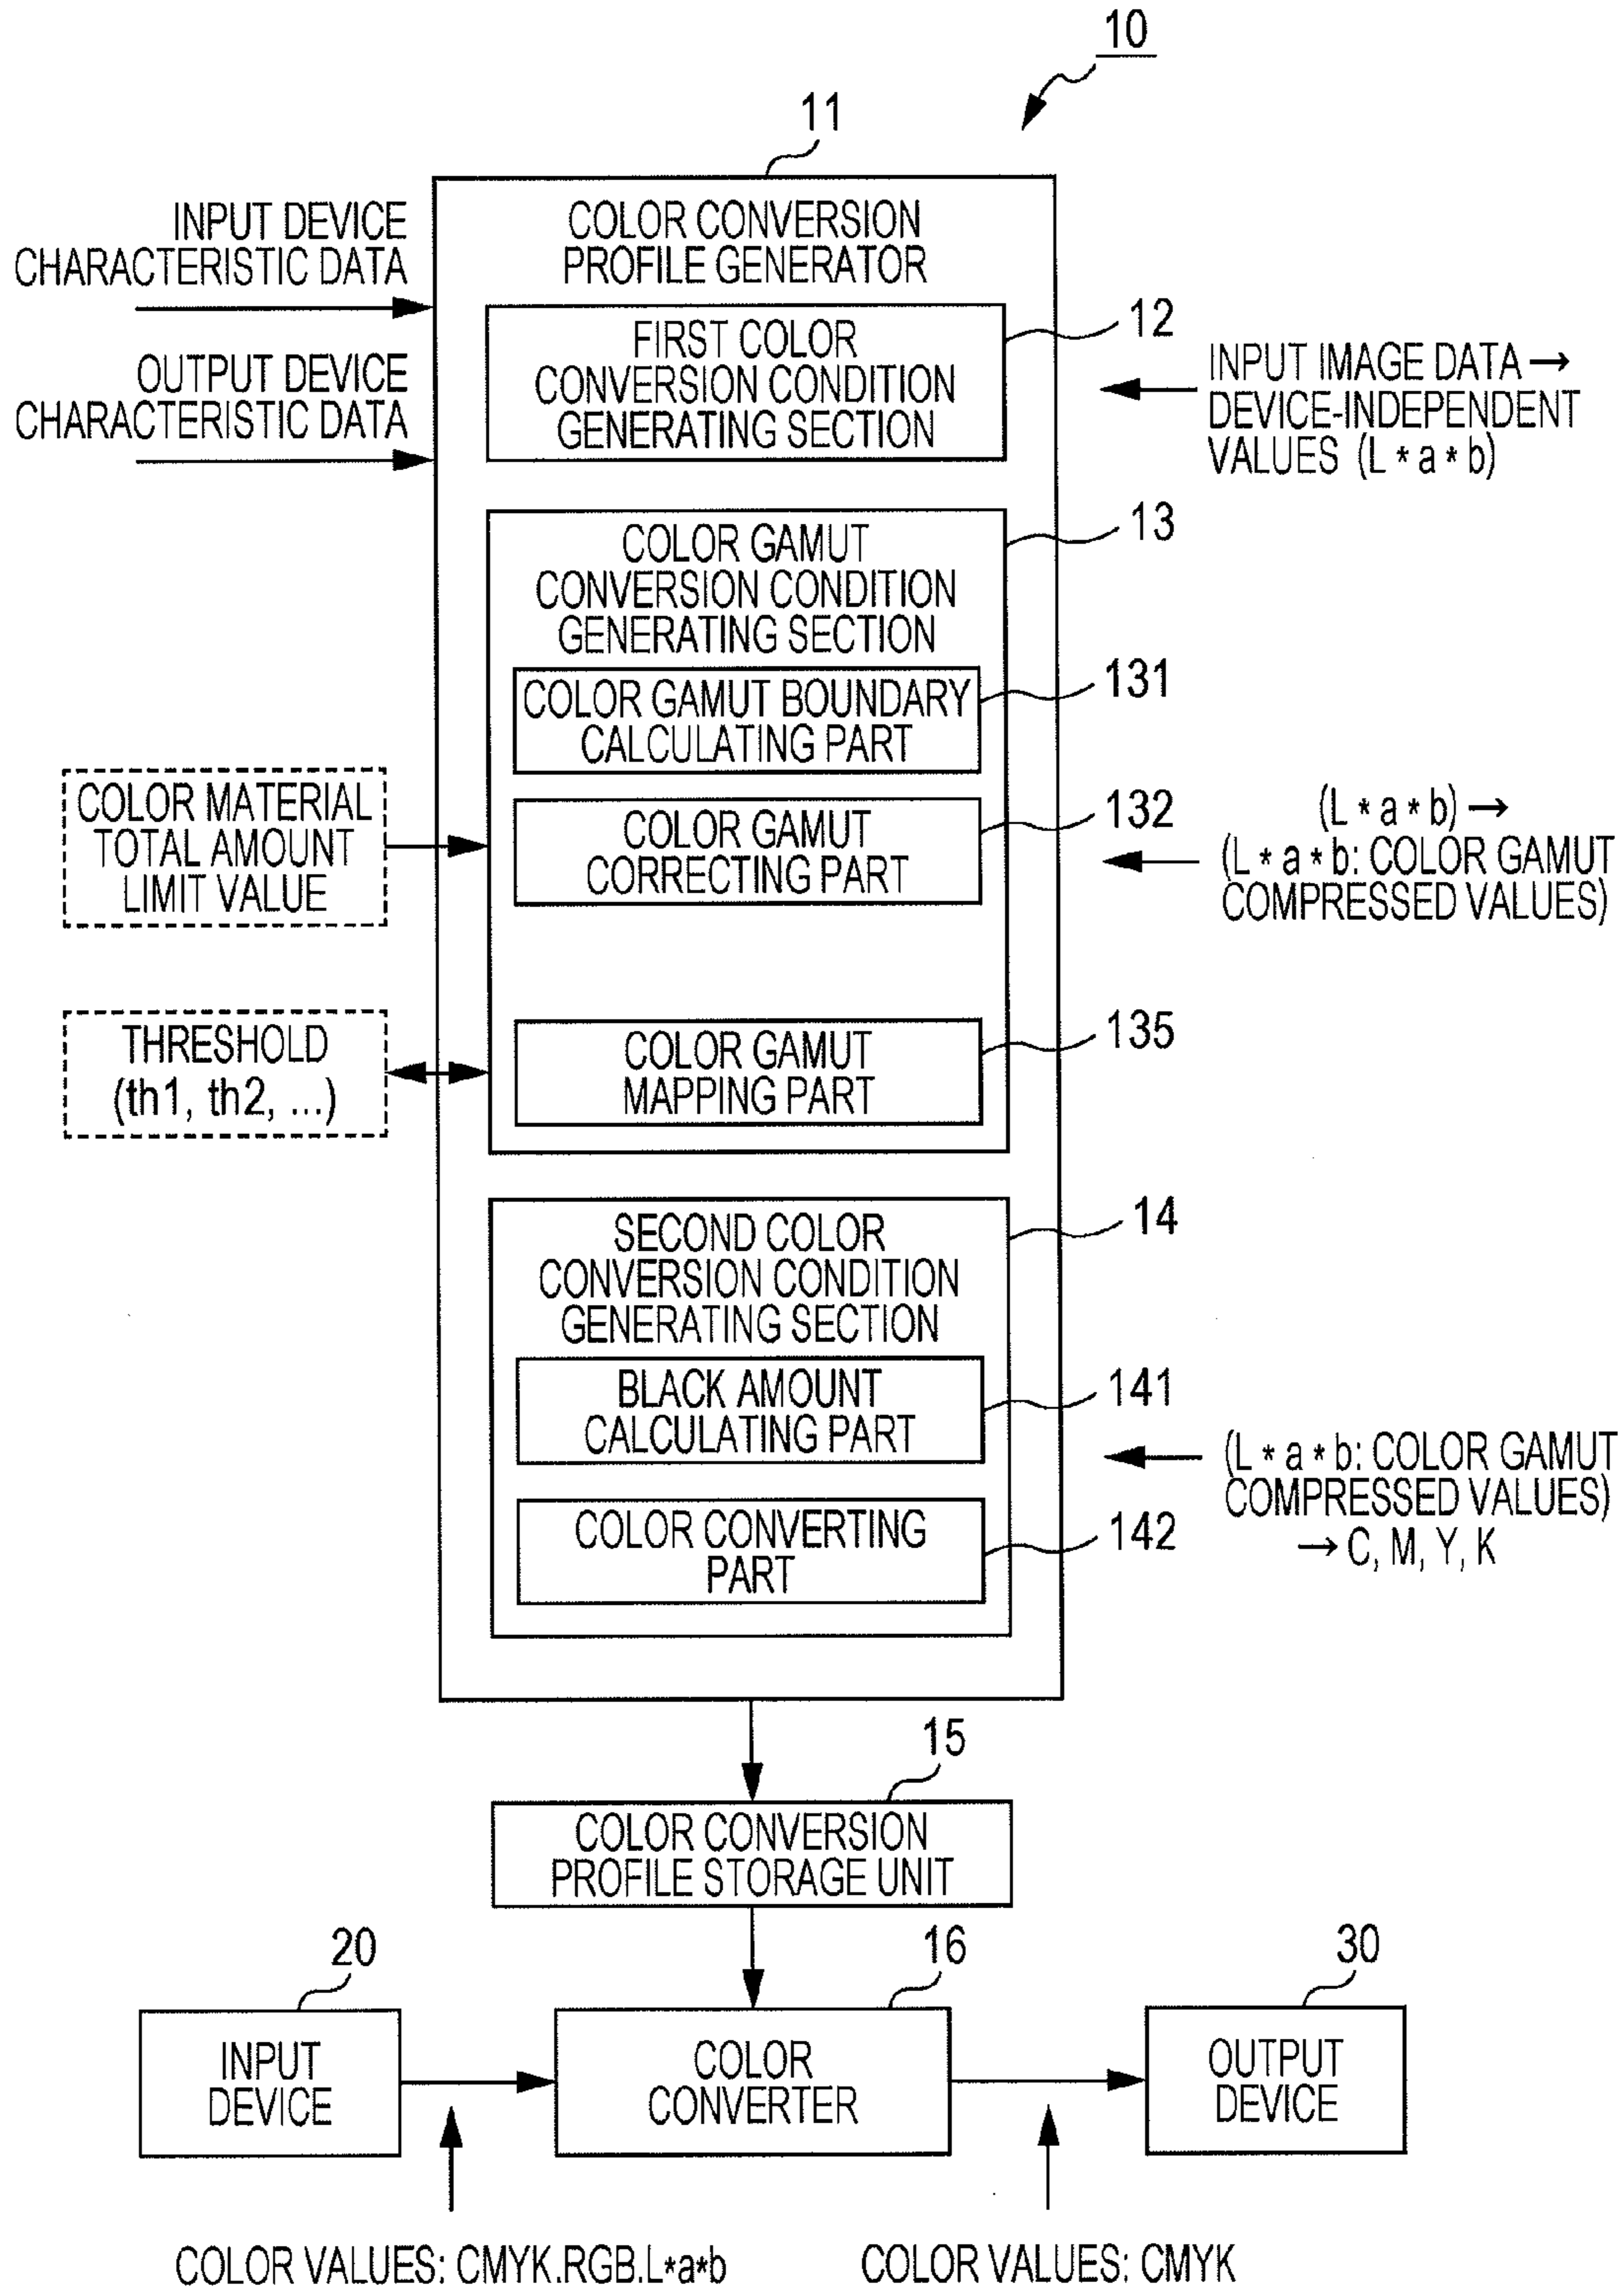 10
11
INPUT DEVICE
CHARACTERISTIC DATA
OUTPUT DEVICE
CHARACTERISTIC DATA
COLOR CONVERSION
PROFILE GENERATOR
FIRST COLOR
CONVERSION CONDITION
GENERATING SECTION
12
INPUT IMAGE DATA →
DEVICE-INDEPENDENT
VALUES (L * a * b)
COLOR GAMUT
CONVERSION CONDITION
GENERATING SECTION
13
COLOR GAMUT BOUNDARY
CALCULATING PART
131
COLOR MATERIAL
TOTAL AMOUNT
LIMIT VALUE
COLOR GAMUT
CORRECTING PART
132
(L * a * b) →
(L * a * b: COLOR GAMUT
COMPRESSED VALUES)
THRESHOLD
(th1, th2, ...)
COLOR GAMUT
MAPPING PART
135
SECOND COLOR
CONVERSION CONDITION
GENERATING SECTION
14
BLACK AMOUNT
CALCULATING PART
141
(L * a * b: COLOR GAMUT
COMPRESSED VALUES)
→ C, M, Y, K
COLOR CONVERTING
PART
142
15
COLOR CONVERSION
PROFILE STORAGE UNIT
20
INPUT
DEVICE
16
COLOR
CONVERTER
30
OUTPUT
DEVICE
COLOR VALUES: CMYK.RGB.L*a*b
COLOR VALUES: CMYK